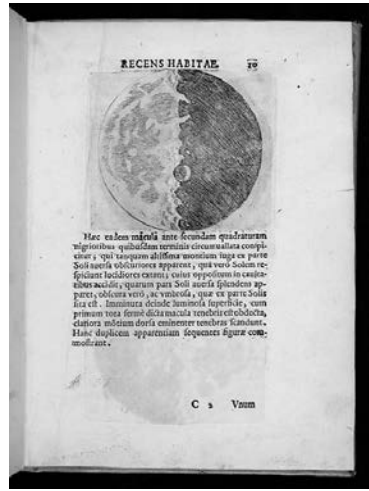 RECENS HABITAE. 10
Hæc eadem macula ante secundam quadraturam
nigrioribus quibusdam terminis circumuallata conspi-
citur; qui tanquam altissima montium iuga ex parte
Soli auersa obscuriores apparent, qua verò Solem re-
spiciunt lucidiores extant; cuius oppositum in cauita-
tibus accidit, quarum pars Soli auersa splendens ap-
paret, obscura verò, ac vmbrosa, quæ ex parte Solis
sita est. Imminuta deinde luminosa superficie, cum
primum tota fermè dicta macula tenebris est obducta,
clariora mõtium dorsa eminenter tenebras scandunt.
Hanc duplicem apparentiam sequentes figuræ com-
mostrant.
C 2 Vnum